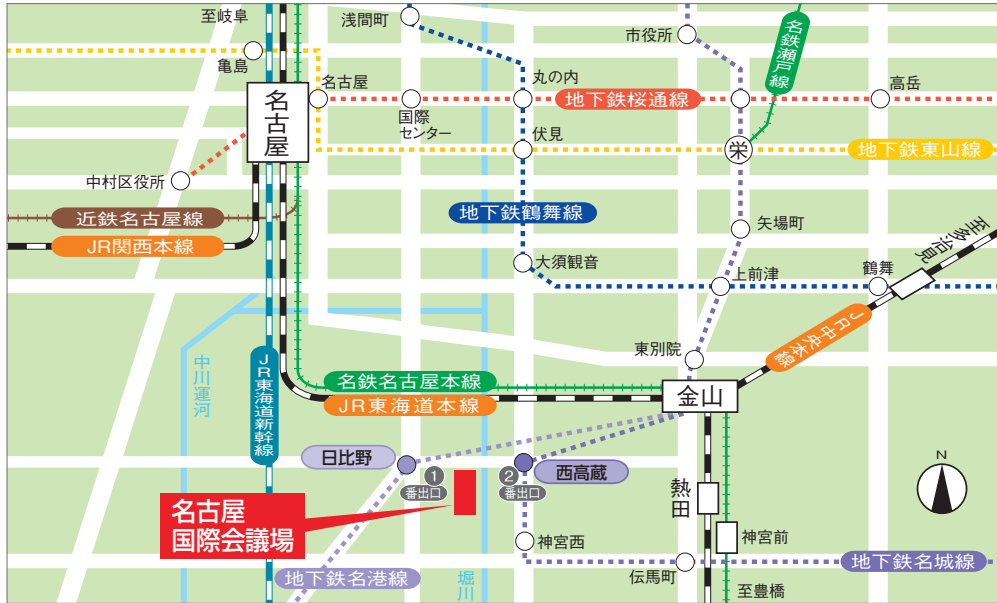 至岐阜
浅間町
市役所
名鉄瀬戸線
亀島
名古屋
名古屋
国際
センター
丸の内
地下鉄桜通線
高岳
伏見
栄
地下鉄東山線
中村区役所
近鉄名古屋線
JR関西本線
地下鉄鶴舞線
矢場町
至多治見
大須観音
上前津
鶴舞
JR中央本線
東別院
中川運河
JR東海道新幹線
名鉄名古屋本線
JR東海道本線
金山
日比野
1
番出口
2
番出口
西高蔵
熱田
N
名古屋
国際会議場
神宮西
神宮前
地下鉄名港線
堀川
伝馬町
地下鉄名城線
至豊橋